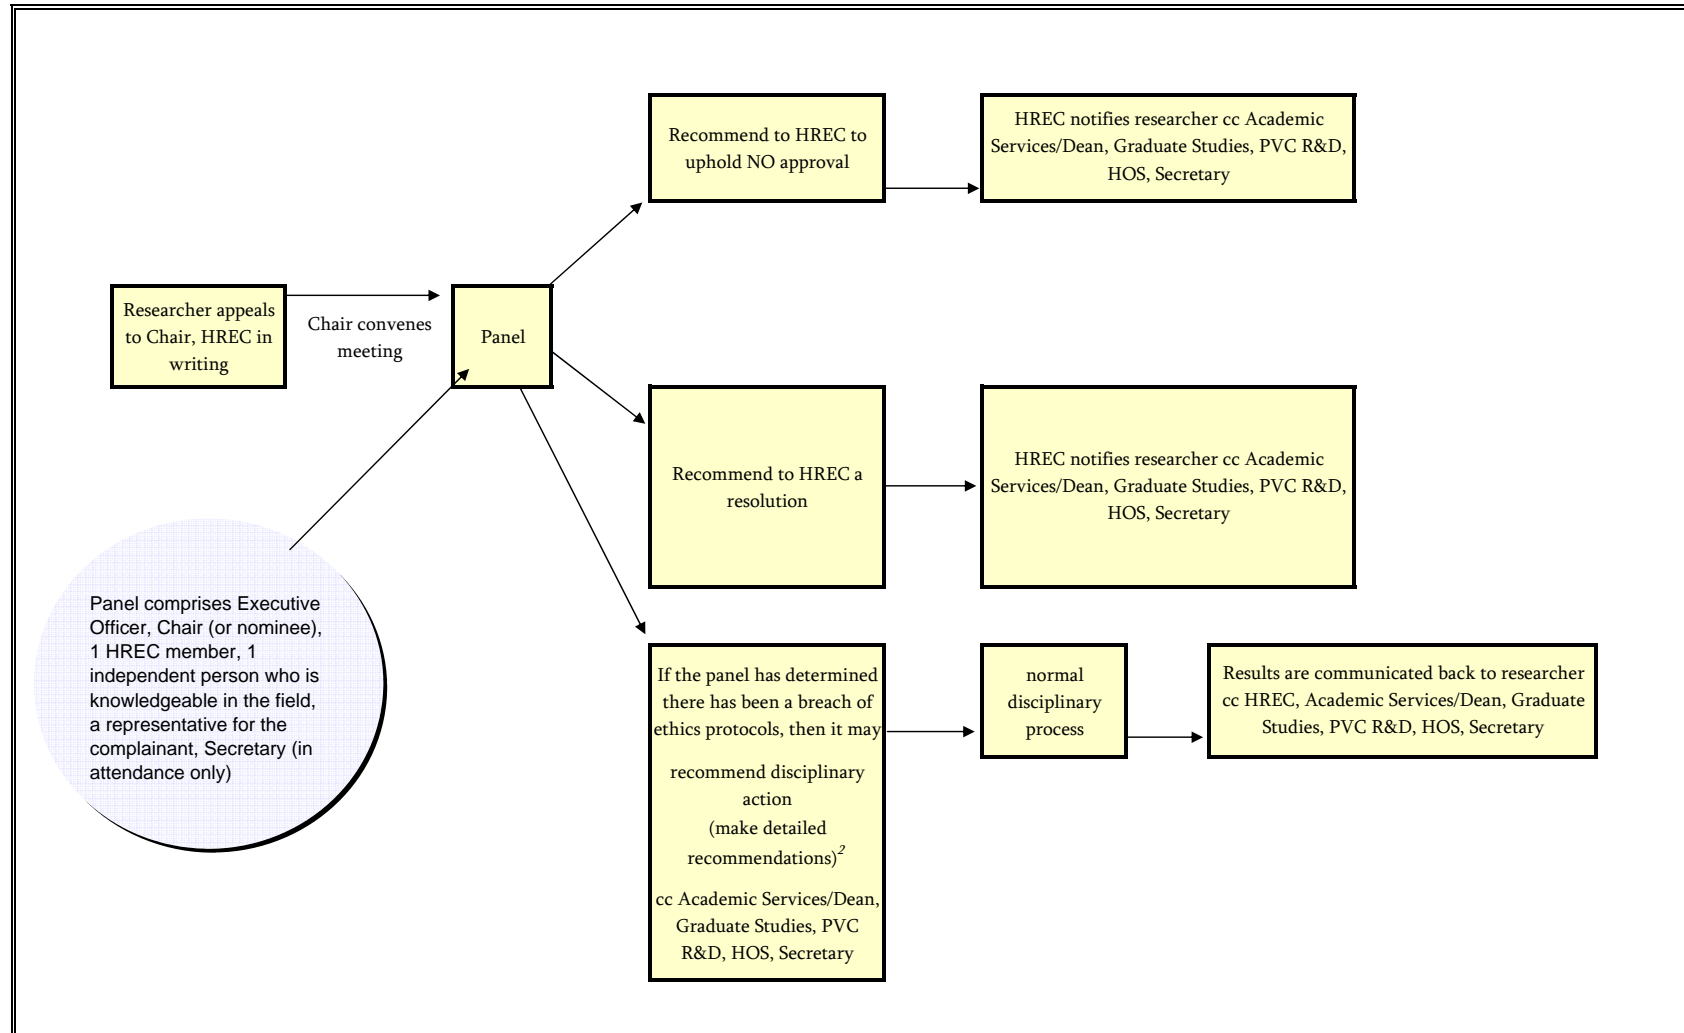 Recommend to HREC to
uphold NO approval
HREC notifies researcher cc Academic
Services/Dean, Graduate Studies, PVC R&D,
HOS, Secretary
Researcher appeals
to Chair, HREC in
writing
Chair convenes
meeting
Panel
Recommend to HREC a
resolution
HREC notifies researcher cc Academic
Services/Dean, Graduate Studies, PVC R&D,
HOS, Secretary
Panel comprises Executive
Officer, Chair (or nominee),
1 HREC member, 1
independent person who is
knowledgeable in the field,
a representative for the
complainant, Secretary (in
attendance only)
If the panel has determined
there has been a breach of
ethics protocols, then it may
recommend disciplinary
action
(make detailed
recommendations)²
cc Academic Services/Dean,
Graduate Studies, PVC
R&D, HOS, Secretary
normal
disciplinary
process
Results are communicated back to researcher
cc HREC, Academic Services/Dean, Graduate
Studies, PVC R&D, HOS, Secretary